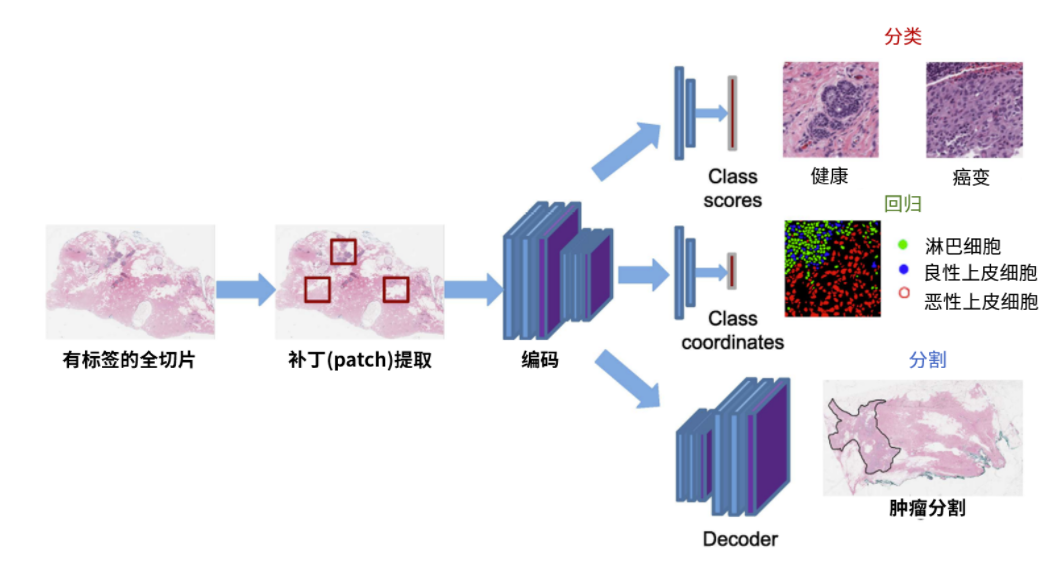 分类
健康
癌变
Class
scores
回归
淋巴细胞
良性上皮细胞
恶性上皮细胞
Class
coordinates
有标签的全切片
补丁(patch)提取
编码
分割
肿瘤分割
Decoder